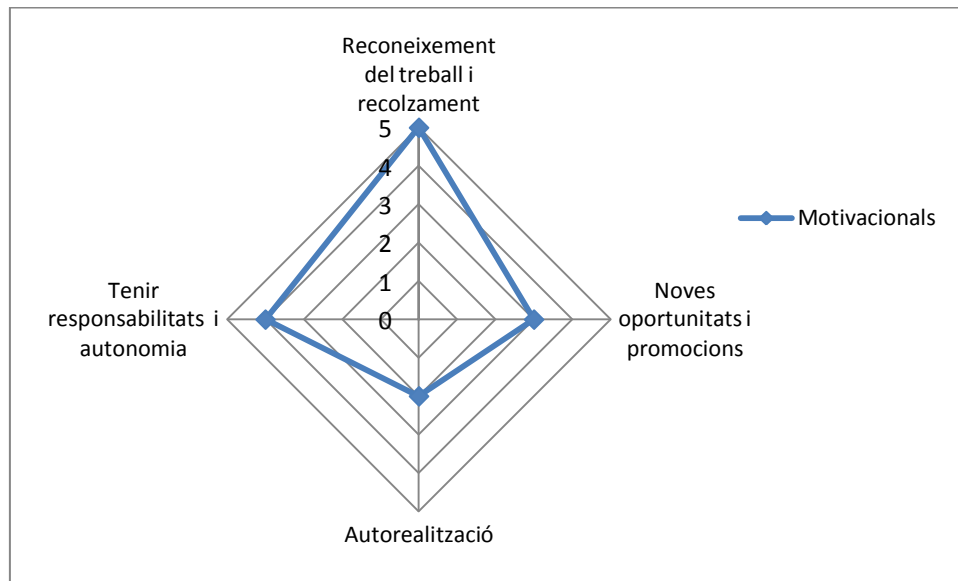 Reconeixement
del treball i
recolzament
5
4
3
2
1
0
Motivacionals
Noves
oportunitats i
promocions
Autorealització
Tenir
responsabilitats i
autonomia